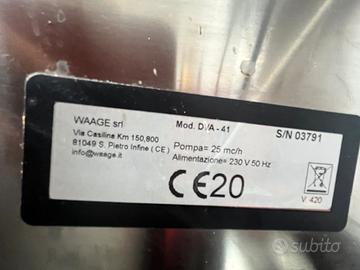 WAAGE srl
Via Casilina Km 150,800
81049 S. Pietro Infine ( CE )
info@waage.it
Mod. D./A - 41
Pompa= 25 mc/h
Alimentazione= 230 V 50 Hz
CE20
S/N 03791
V 420
subito